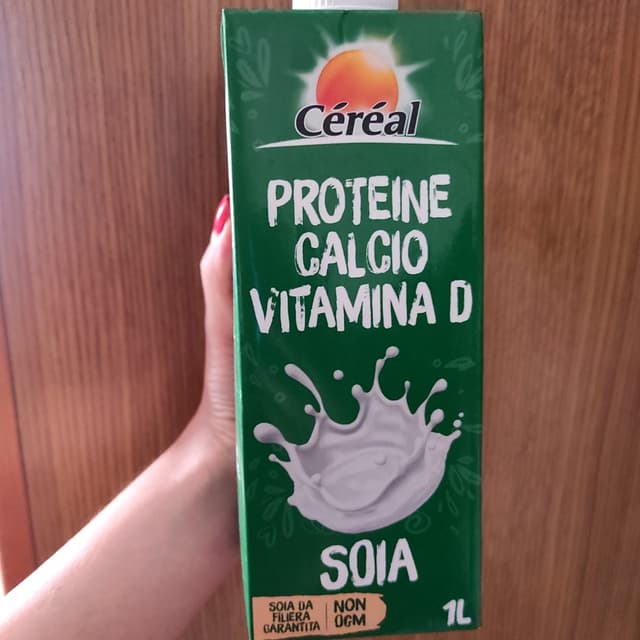 Céréal
PROTEINE
CALCIO
VITAMINA D
SOIA
SOIA DA
FILIERA
GARANTITA
NON
OGM
1L